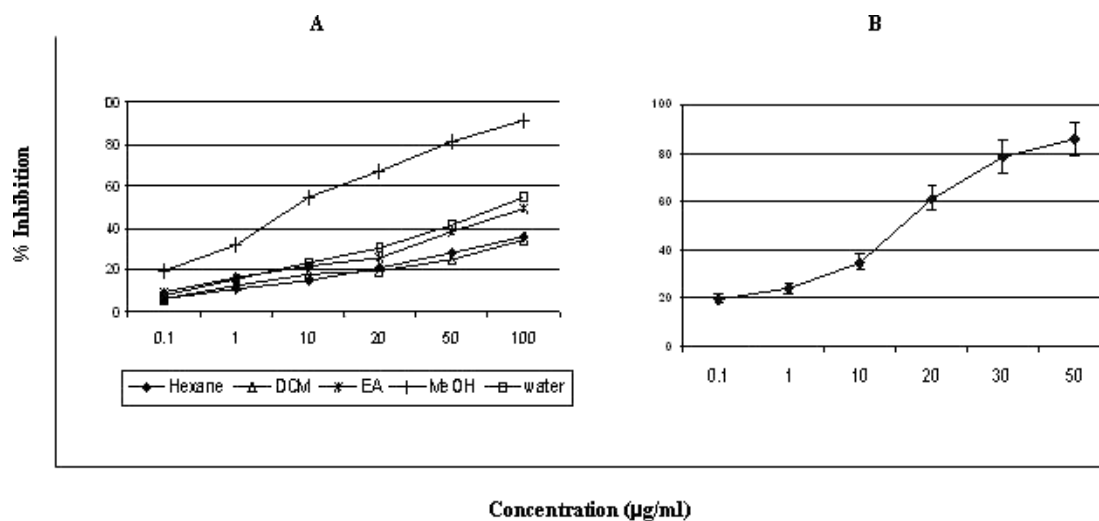 A
B
% Inhibition
00
80
60
40
20
0
0.1 1 10 20 50 100
Hexane DCM EA MeOH water
100
80
60
40
20
0
0.1 1 10 20 30 50
Concentration (µg/ml)